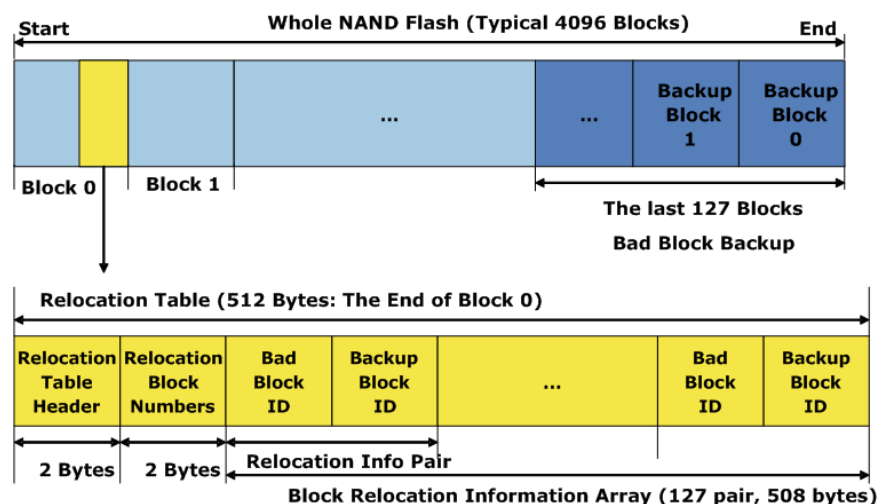 Whole NAND Flash (Typical 4096 Blocks)
Start
End
...
...
Backup
Block
1
Backup
Block
0
Block 0
Block 1
The last 127 Blocks
Bad Block Backup
Relocation Table (512 Bytes: The End of Block 0)
Relocation
Table
Header
Relocation
Block
Numbers
Bad
Block
ID
Backup
Block
ID
...
Bad
Block
ID
Backup
Block
ID
2 Bytes
2 Bytes
Relocation Info Pair
Block Relocation Information Array (127 pair, 508 bytes)